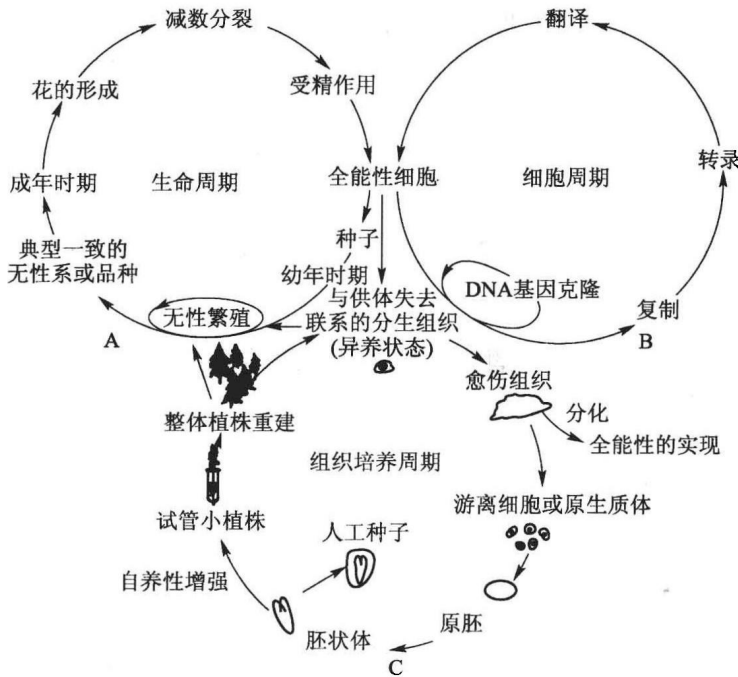 减数分裂
翻译
花的形成
受精作用
转录
成年时期
生命周期
全能性细胞
细胞周期
典型一致的
无性系或品种
种子
幼年时期
与供体失去
联系的分生组织
(异养状态)
DNA基因克隆
无性繁殖
复制
A
B
愈伤组织
分化
整体植株重建
全能性的实现
组织培养周期
游离细胞或原生质体
试管小植株
人工种子
自养性增强
原胚
胚状体
C